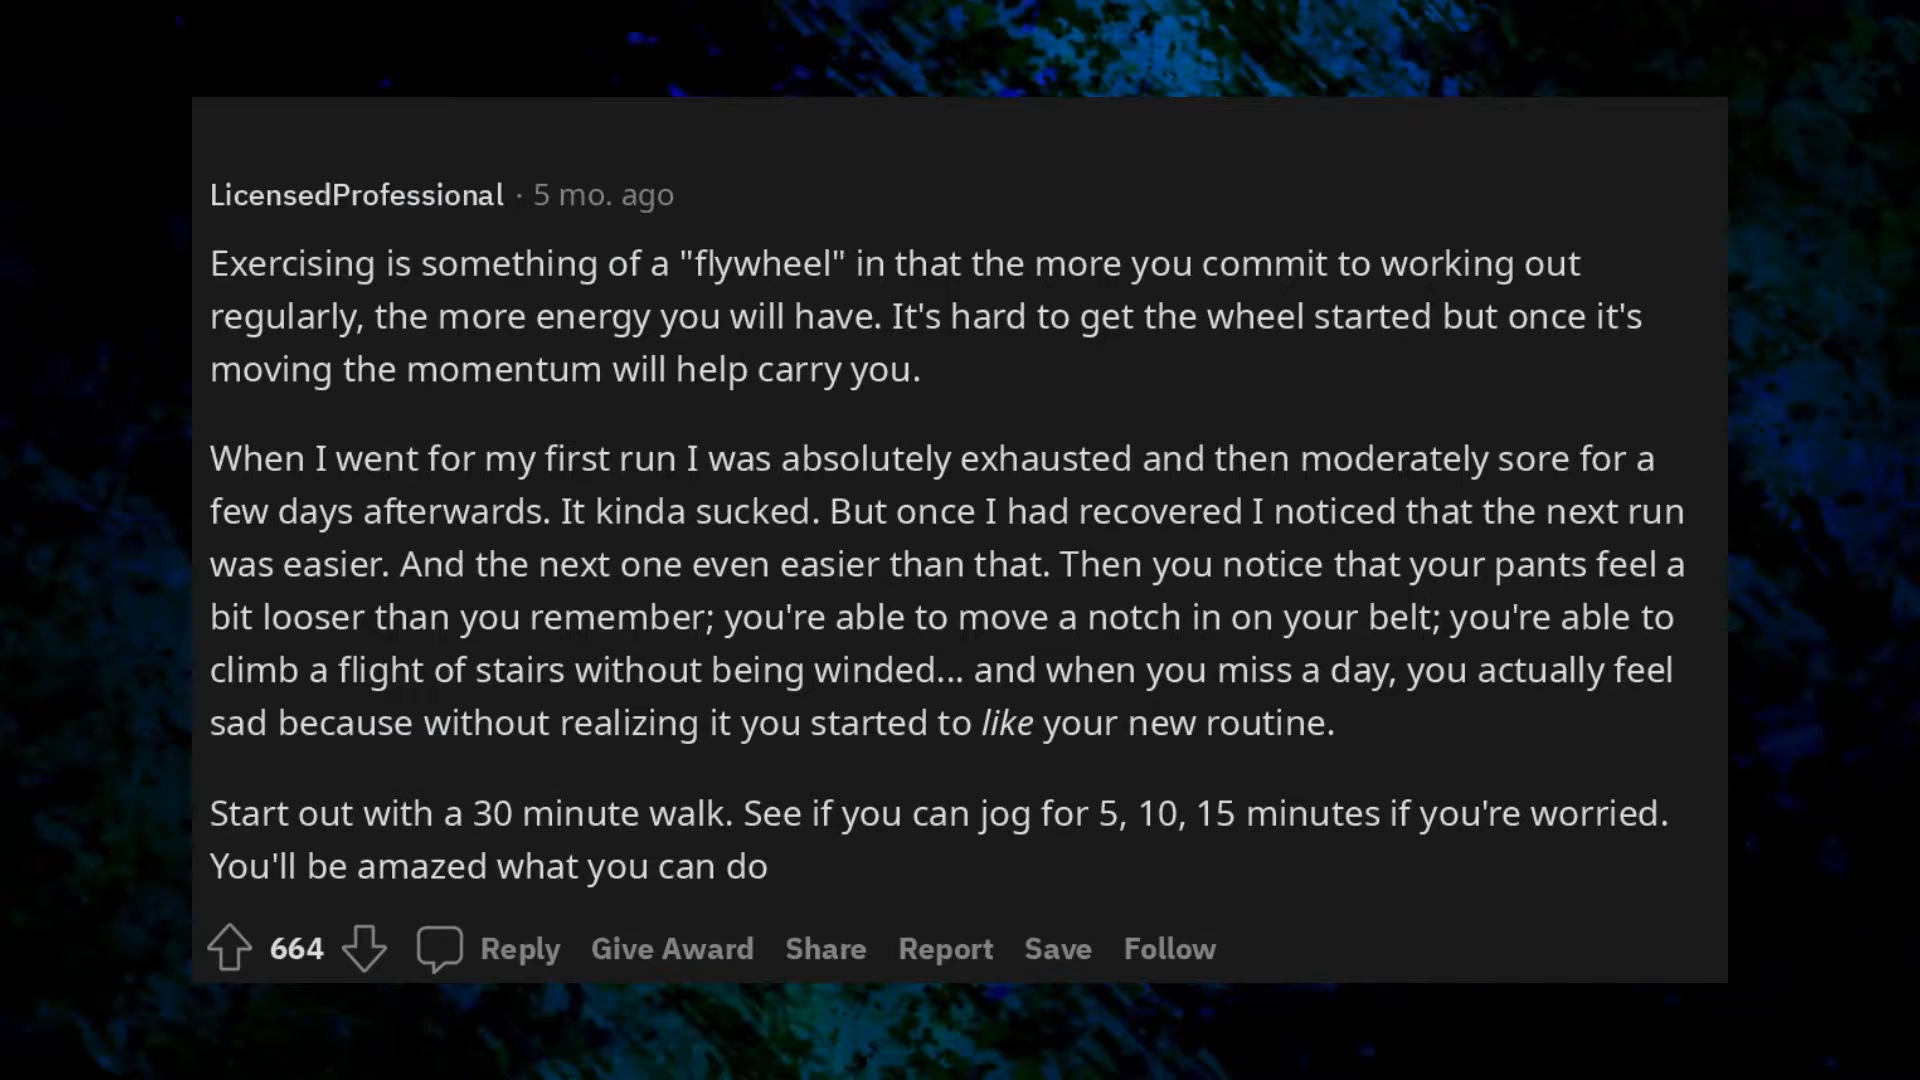 LicensedProfessional · 5 mo. ago
Exercising is something of a "flywheel" in that the more you commit to working out
regularly, the more energy you will have. It's hard to get the wheel started but once it's
moving the momentum will help carry you.
When I went for my first run I was absolutely exhausted and then moderately sore for a
few days afterwards. It kinda sucked. But once I had recovered I noticed that the next run
was easier. And the next one even easier than that. Then you notice that your pants feel a
bit looser than you remember; you're able to move a notch in on your belt; you're able to
climb a flight of stairs without being winded... and when you miss a day, you actually feel
sad because without realizing it you started to like your new routine.
Start out with a 30 minute walk. See if you can jog for 5, 10, 15 minutes if you're worried.
You'll be amazed what you can do
664 Reply Give Award Share Report Save Follow